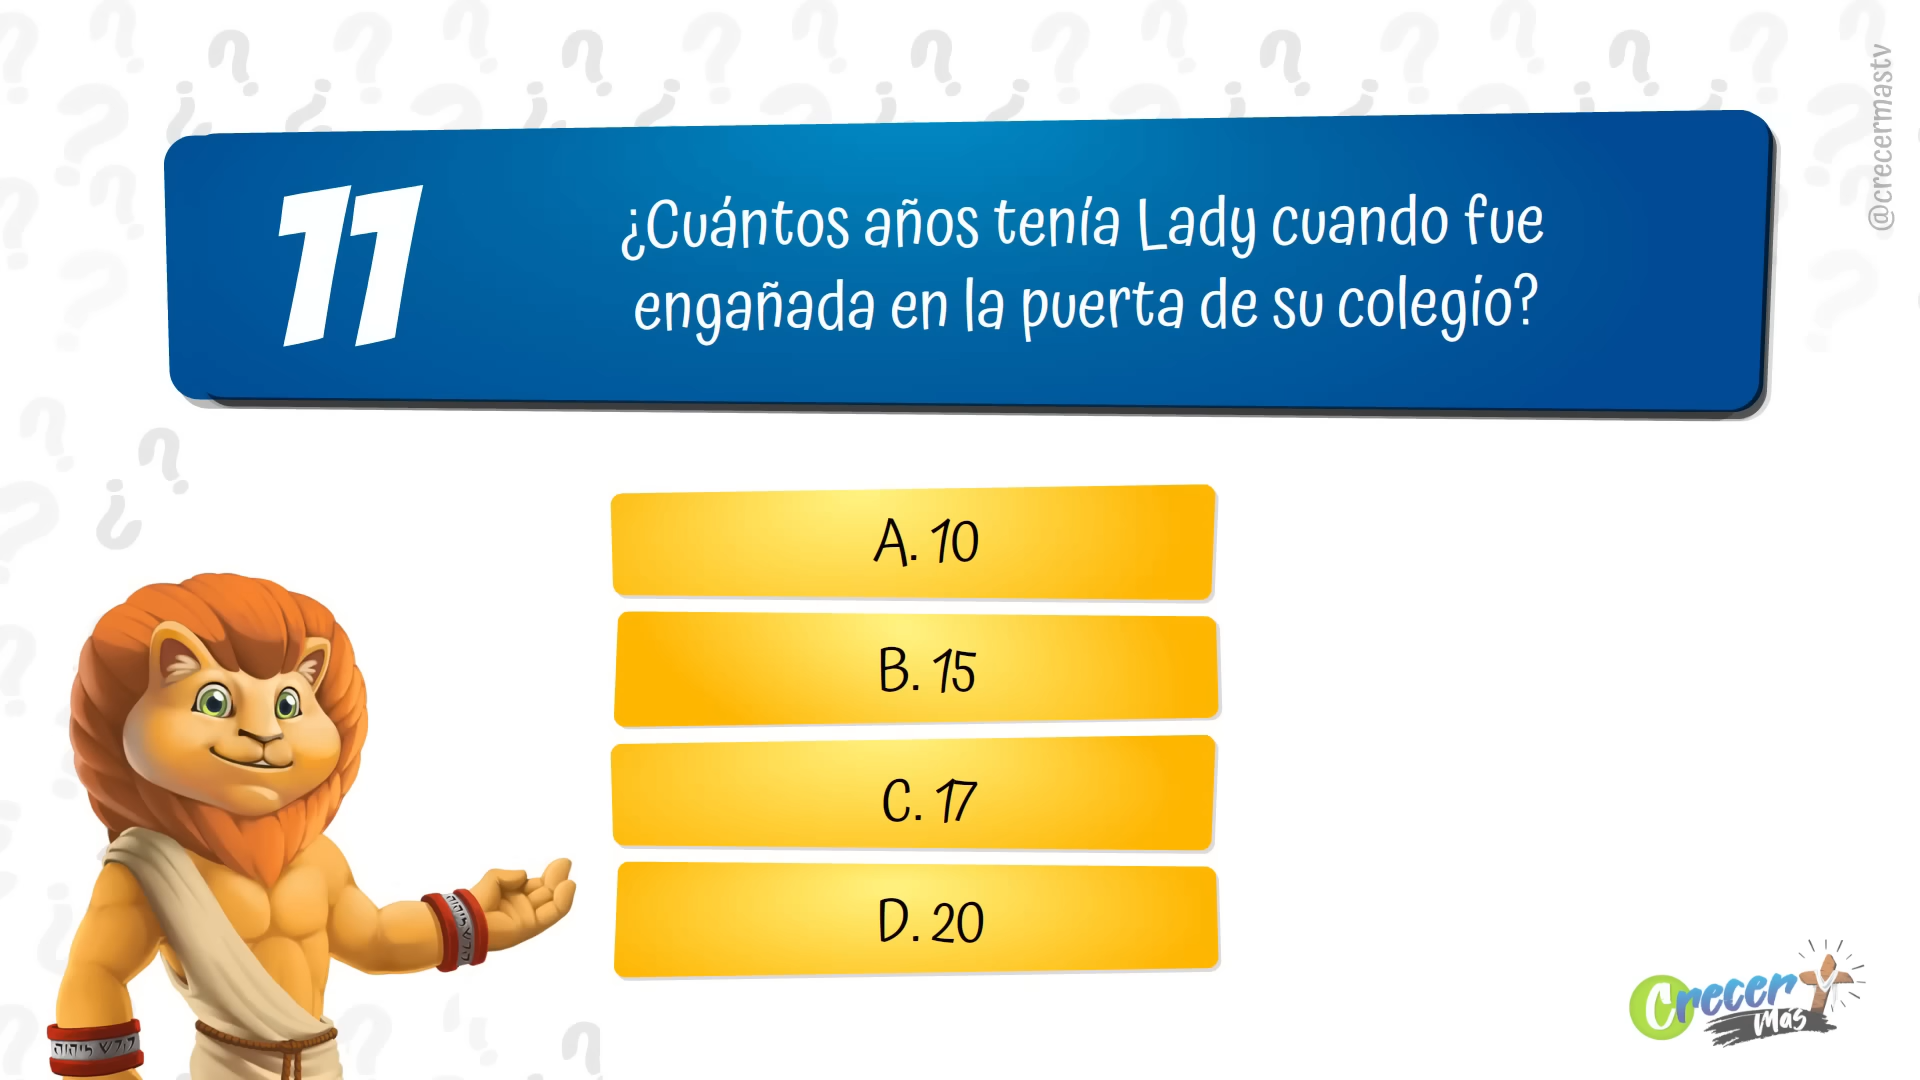 @crecermastv
11
¿Cuántos años tenía Lady cuando fue
engañada en la puerta de su colegio?
A. 10
B. 15
C. 17
D. 20
Crecer
Más